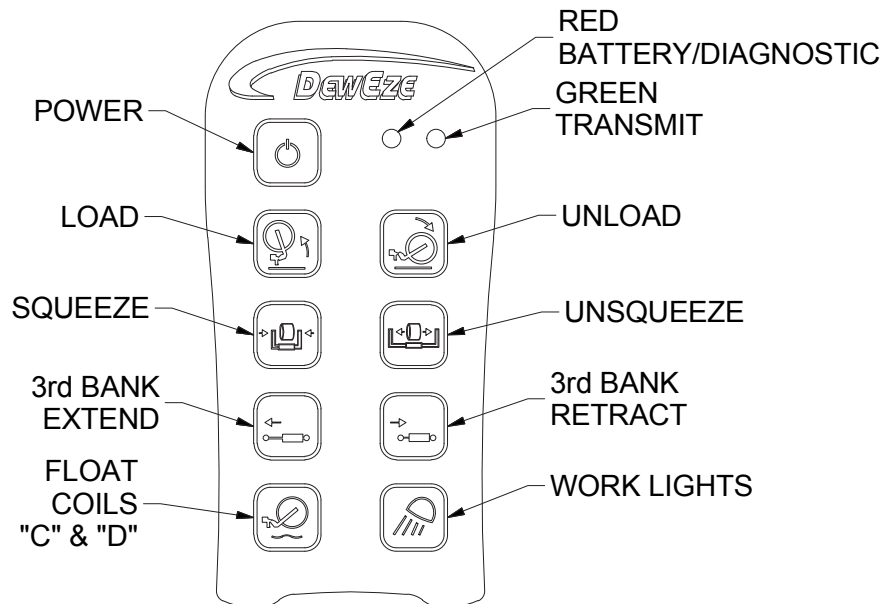 RED
BATTERY/DIAGNOSTIC
DewEze
GREEN
TRANSMIT
POWER
LOAD
UNLOAD
SQUEEZE
UNSQUEEZE
3rd BANK
EXTEND
3rd BANK
RETRACT
FLOAT
COILS
"C" & "D"
WORK LIGHTS